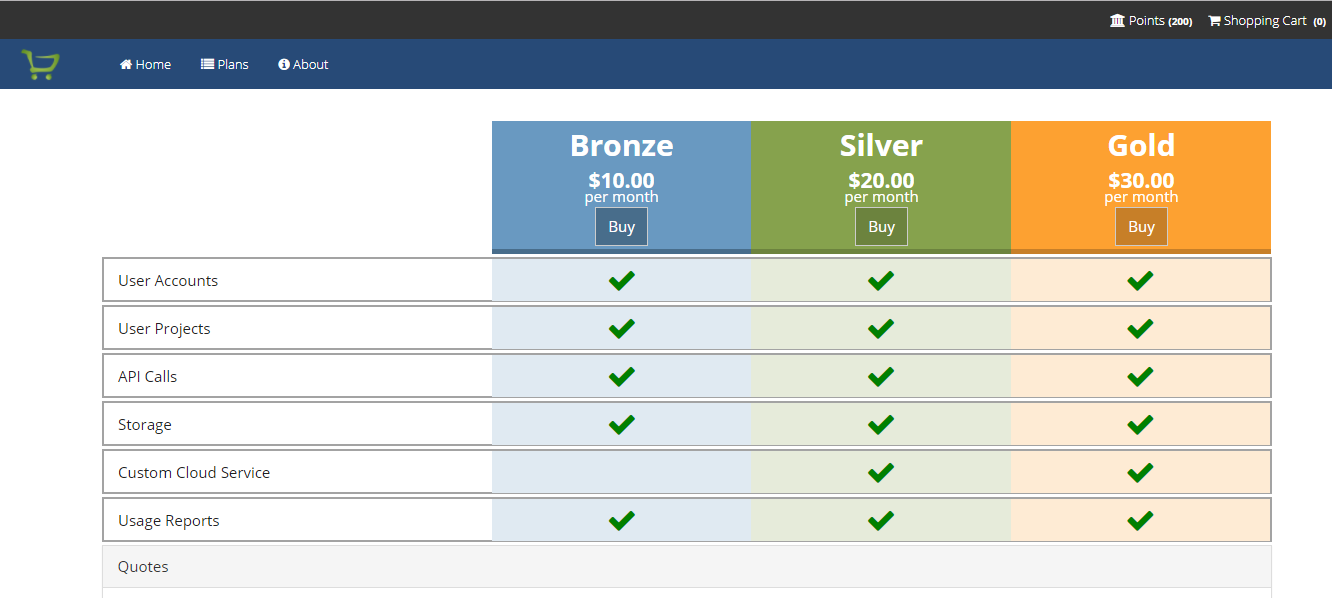 Points (200) Shopping Cart (0)
Home Plans About
Bronze Silver Gold
$10.00 $20.00 $30.00
per month per month per month
Buy Buy Buy
User Accounts
User Projects
API Calls
Storage
Custom Cloud Service
Usage Reports
Quotes